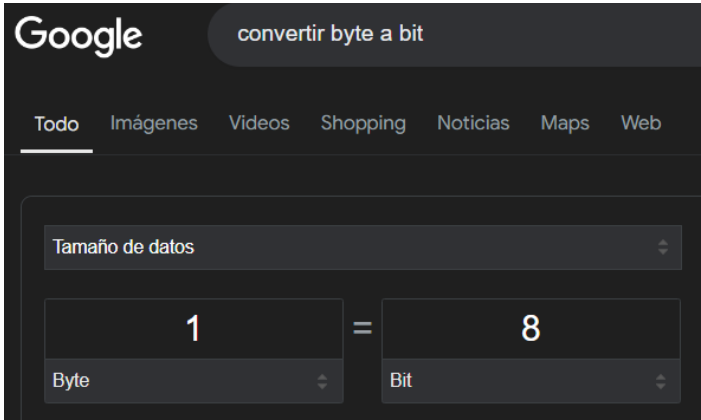 Google convertir byte a bit
Todo Imágenes Videos Shopping Noticias Maps Web
Tamaño de datos
1 = 8
Byte Bit